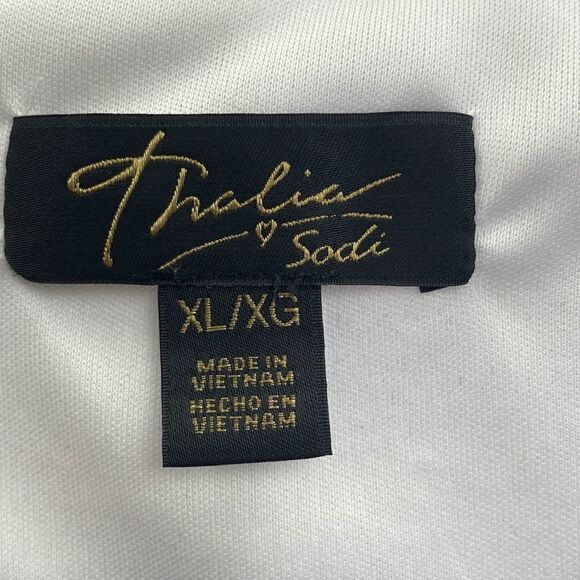 Thalia
Sodi
XL/XG
MADE IN
VIETNAM
HECHO EN
VIETNAM